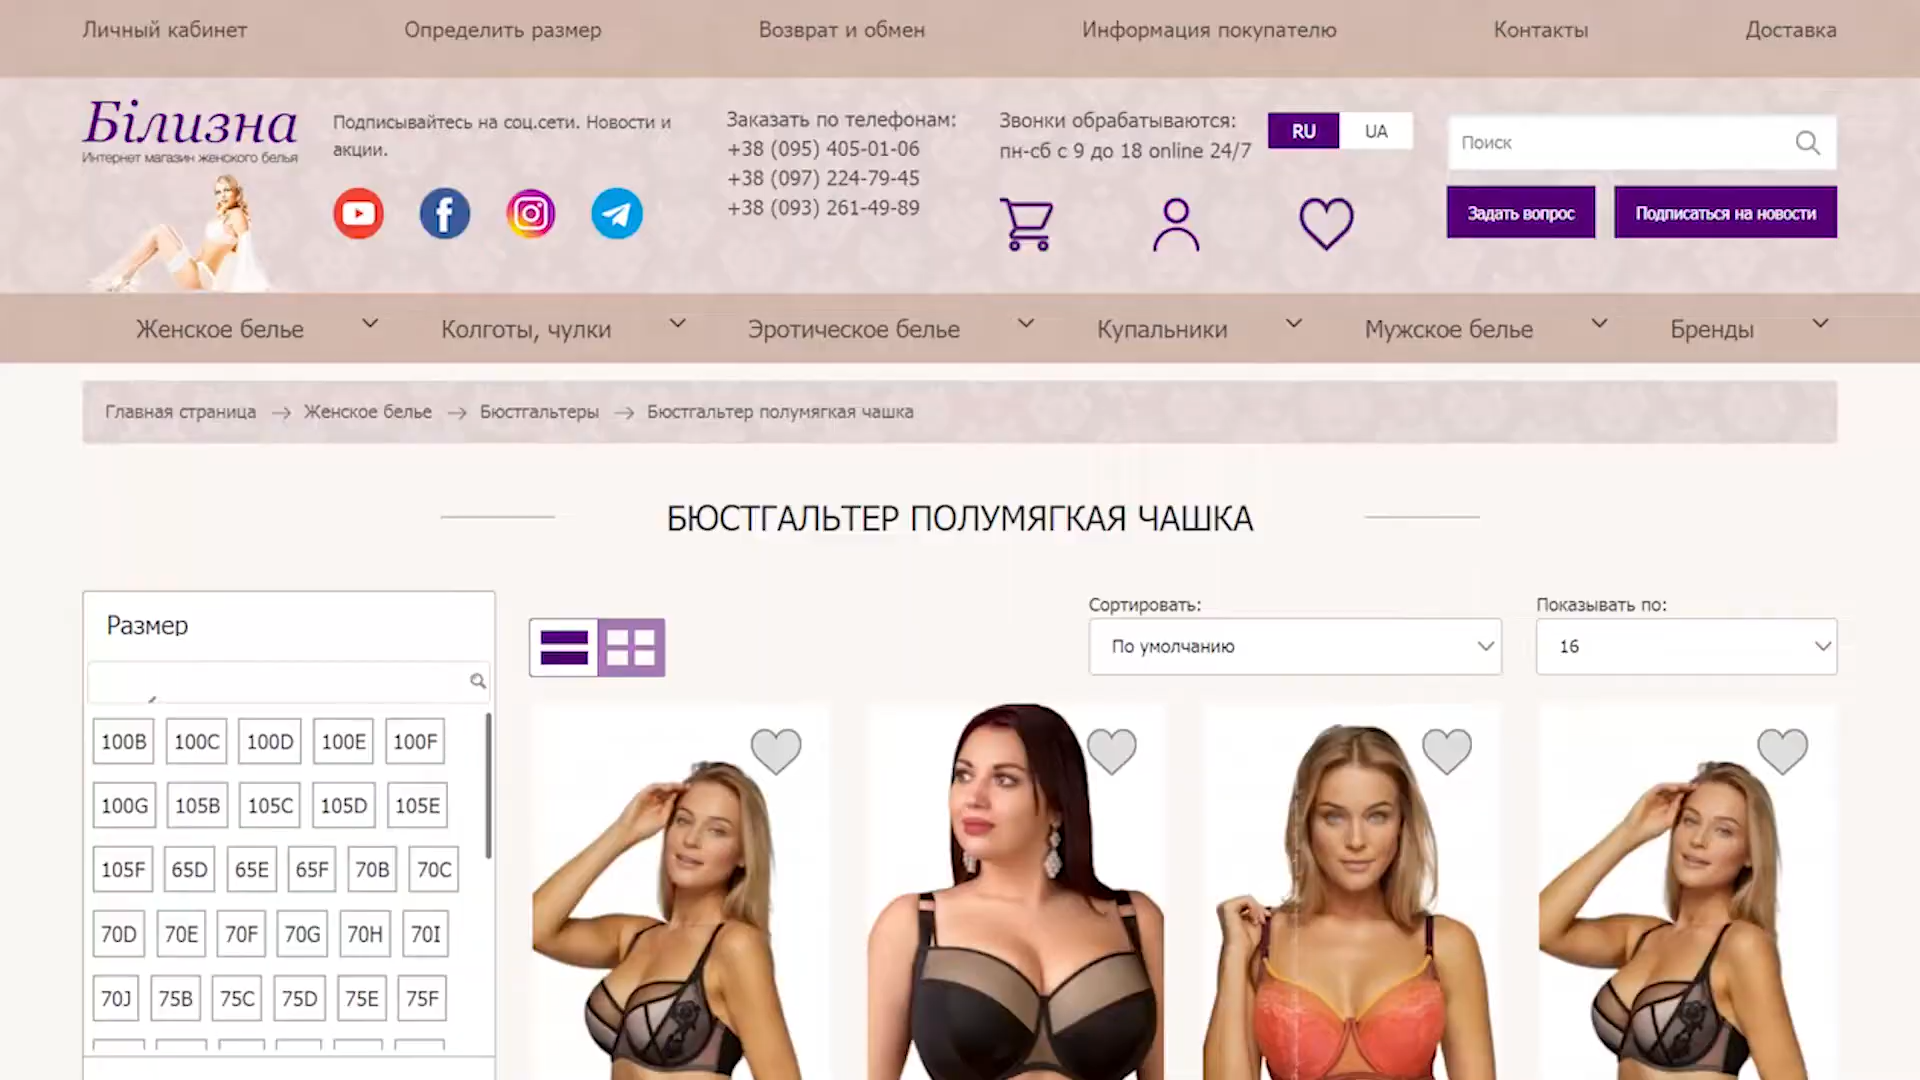 Личный кабинет
Определить размер
Возврат и обмен
Информация покупателю
Контакты
Доставка
Білизна
Интернет магазин женского белья
Подписывайтесь на соц.сети. Новости и
акции.
Заказать по телефонам:
+38 (095) 405-01-06
+38 (097) 224-79-45
+38 (093) 261-49-89
Звонки обрабатываются:
пн-сб с 9 до 18 online 24/7
RU
UA
Поиск
Задать вопрос
Подписаться на новости
Женское белье
Колготы, чулки
Эротическое белье
Купальники
Мужское белье
Бренды
Главная страница → Женское белье → Бюстгальтеры → Бюстгальтер полумягкая чашка
БЮСТГАЛЬТЕР ПОЛУМЯГКАЯ ЧАШКА
Размер
100B 100C 100D 100E 100F
100G 105B 105C 105D 105E
105F 65D 65E 65F 70B 70C
70D 70E 70F 70G 70H 70I
70J 75B 75C 75D 75E 75F
Сортировать:
По умолчанию
Показывать по:
16